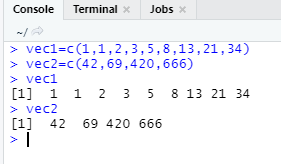 Console Terminal × Jobs ×
~/
> vec1=c(1,1,2,3,5,8,13,21,34)
> vec2=c(42,69,420,666)
> vec1
[1]  1  1  2  3  5  8 13 21 34
> vec2
[1]  42  69 420 666
>